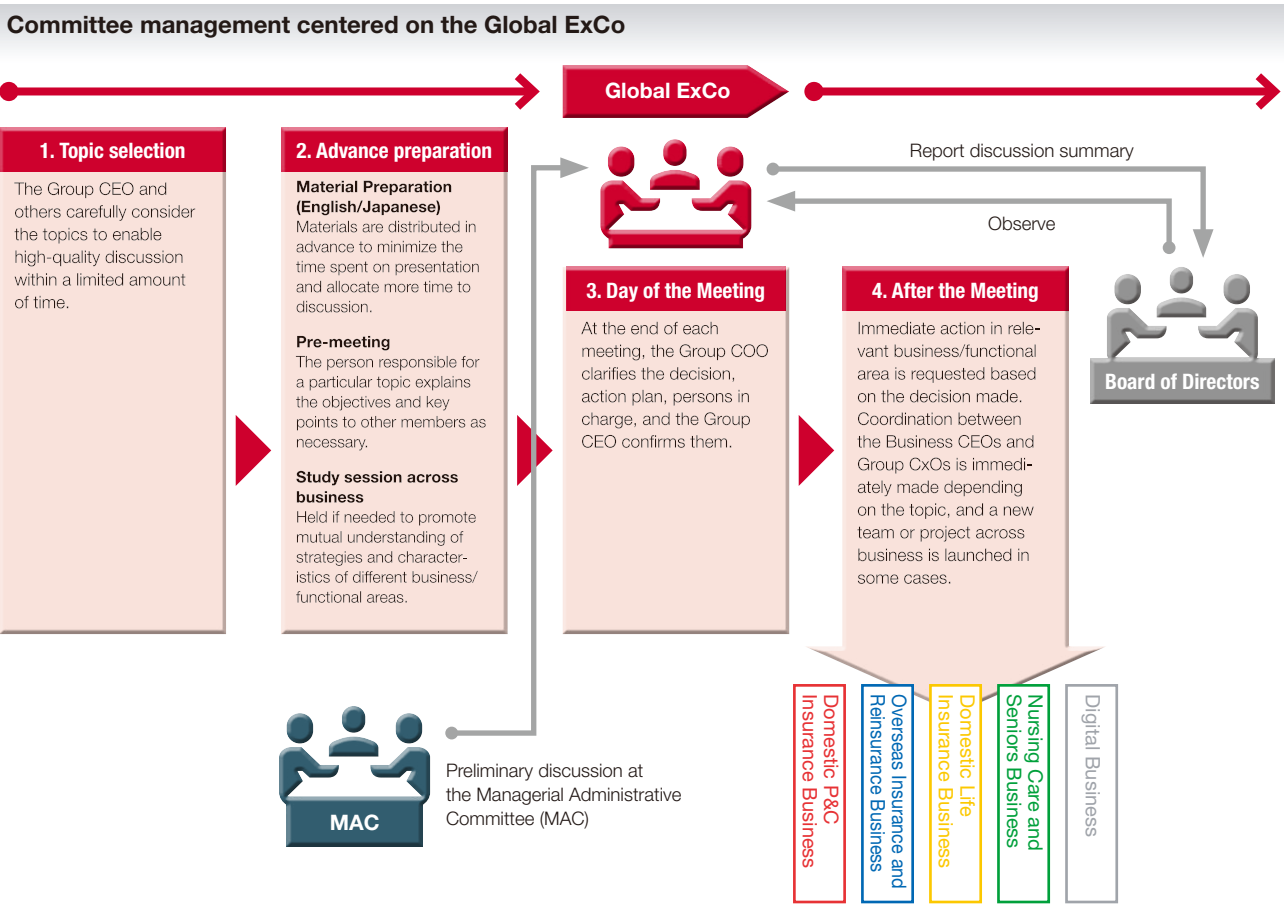 Committee management centered on the Global ExCo
Global ExCo
1. Topic selection
The Group CEO and
others carefully consider
the topics to enable
high-quality discussion
within a limited amount
of time.
2. Advance preparation
Material Preparation
(English/Japanese)
Materials are distributed in
advance to minimize the
time spent on presentation
and allocate more time to
discussion.
Pre-meeting
The person responsible for
a particular topic explains
the objectives and key
points to other members as
necessary.
Study session across
business
Held if needed to promote
mutual understanding of
strategies and character-
istics of different business/
functional areas.
Report discussion summary
Observe
3. Day of the Meeting
At the end of each
meeting, the Group COO
clarifies the decision,
action plan, persons in
charge, and the Group
CEO confirms them.
4. After the Meeting
Immediate action in rele-
vant business/functional
area is requested based
on the decision made.
Coordination between
the Business CEOs and
Group CxOs is immedi-
ately made depending
on the topic, and a new
team or project across
business is launched in
some cases.
Board of Directors
MAC
Preliminary discussion at
the Managerial Administrative
Committee (MAC)
Domestic P&C
Insurance Business
Overseas Insurance and
Reinsurance Business
Domestic Life
Insurance Business
Nursing Care and
Seniors Business
Digital Business